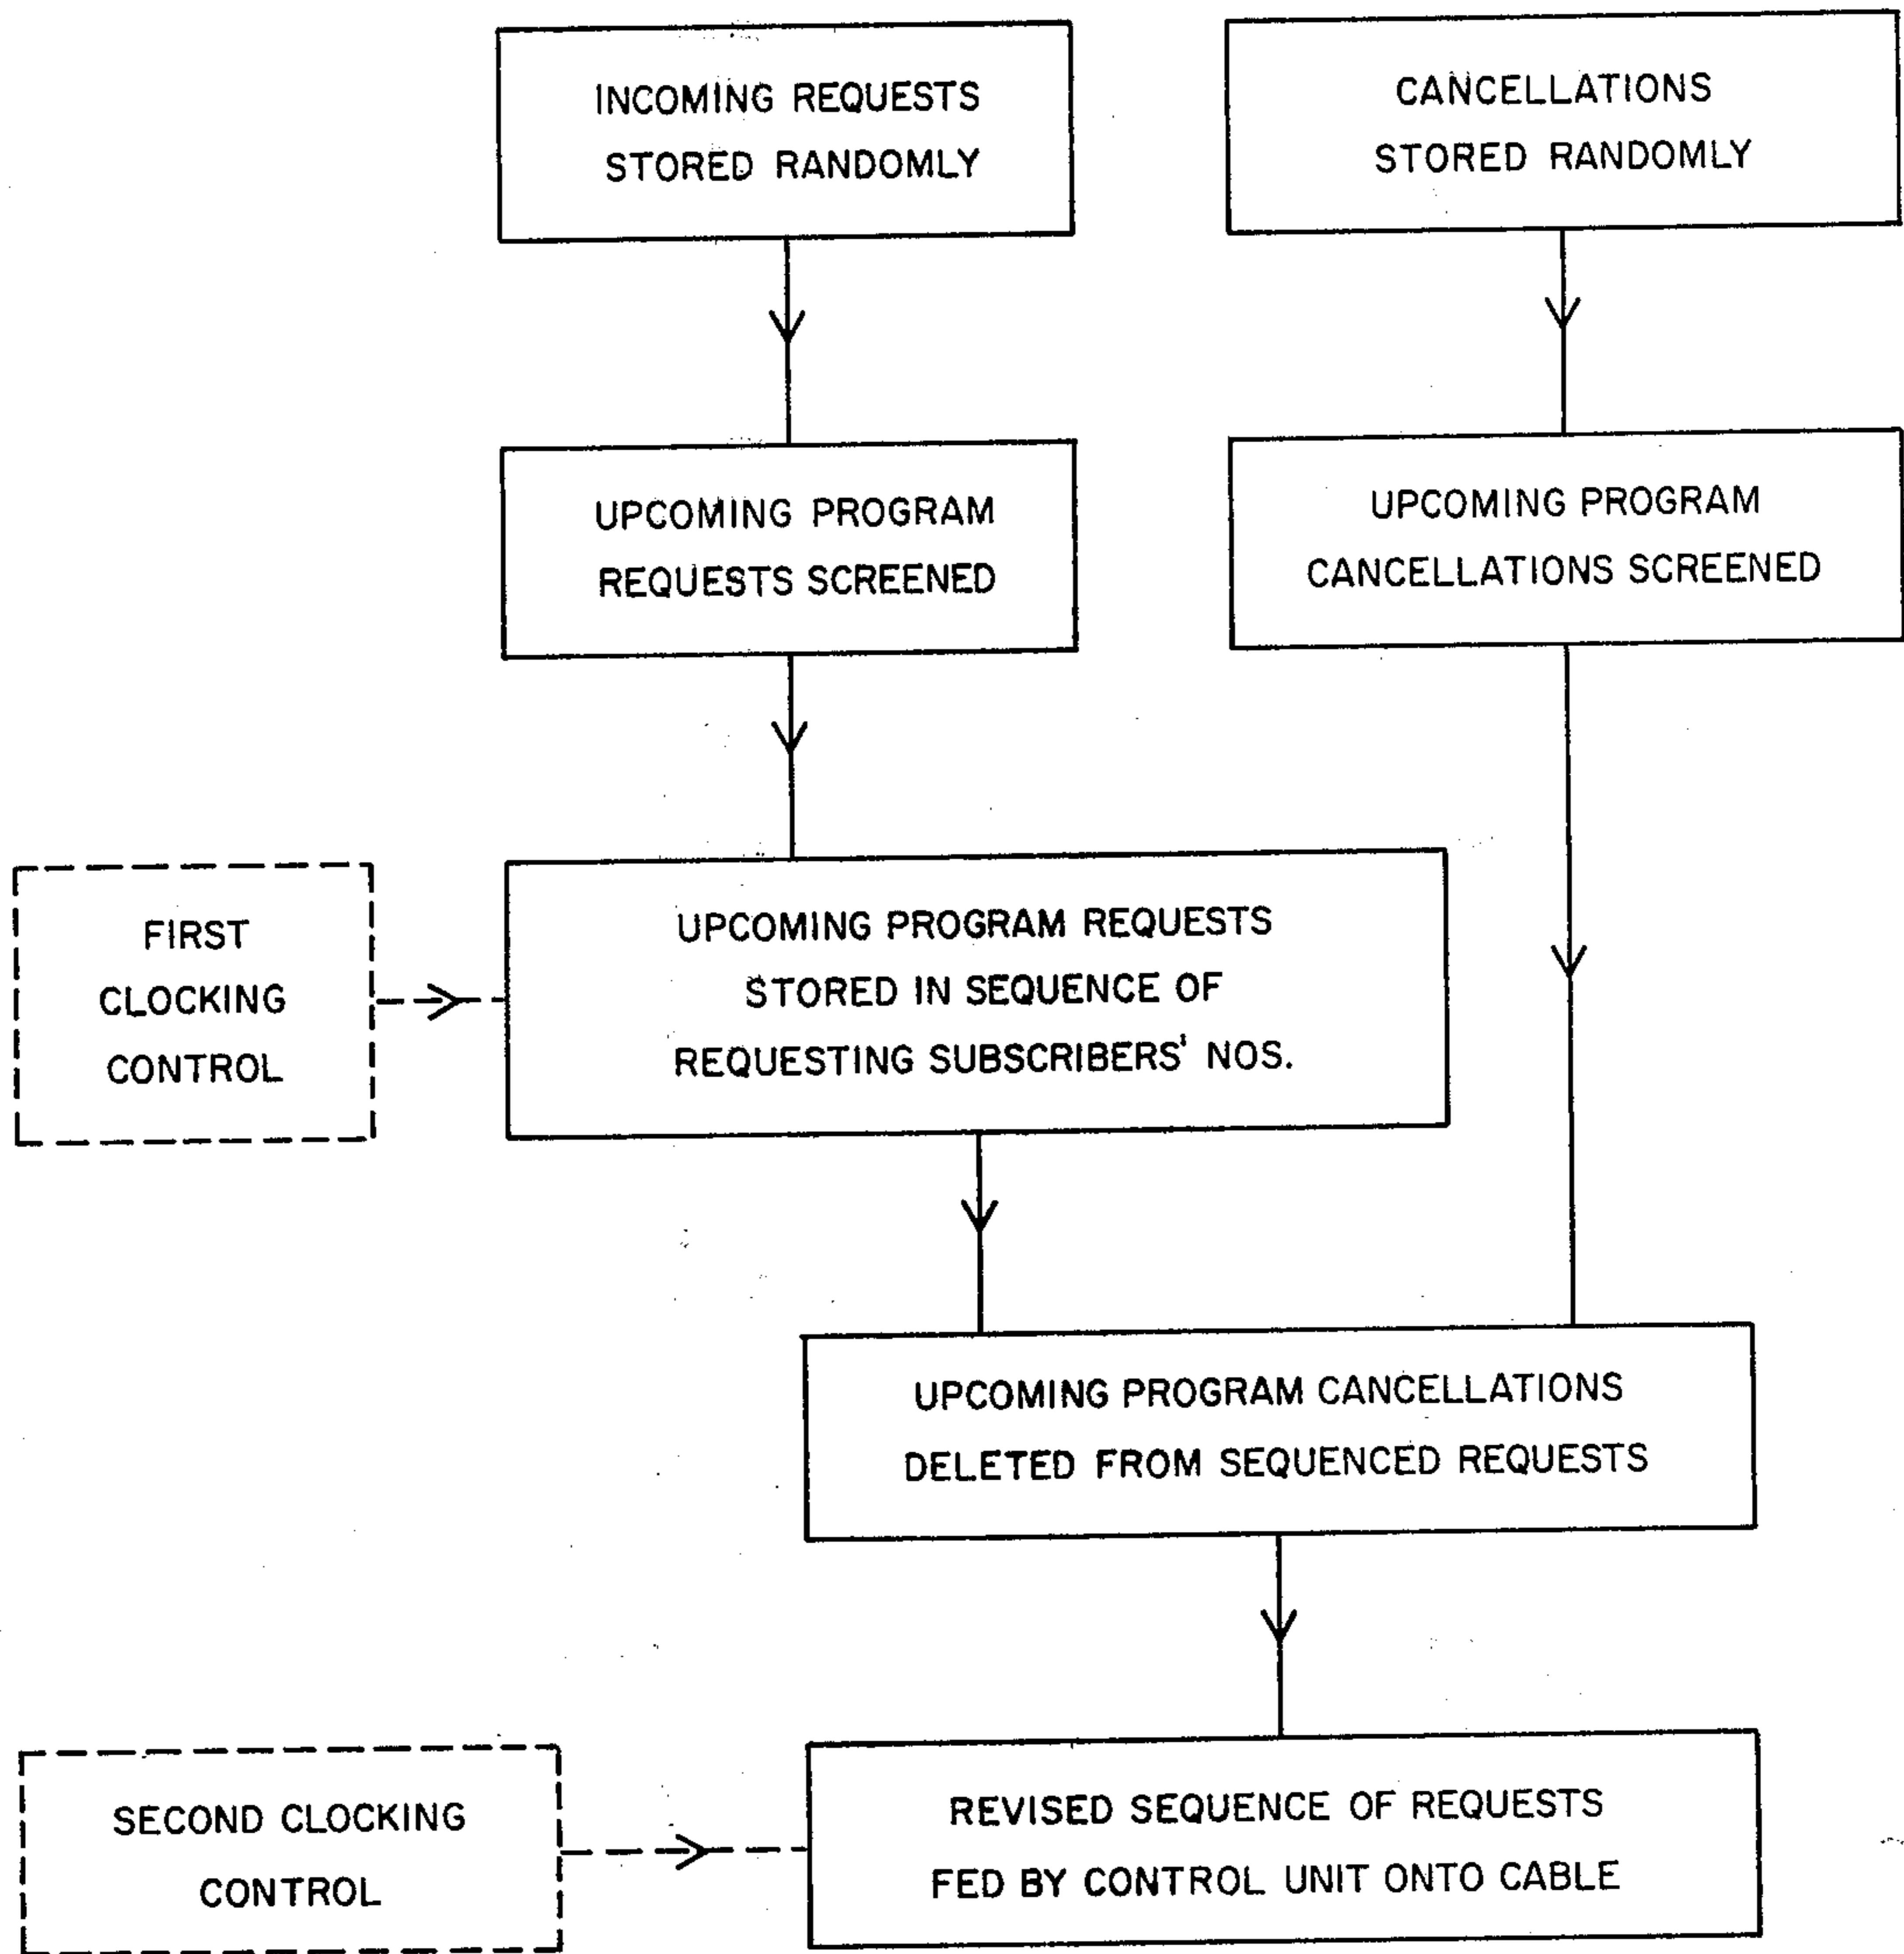 INCOMING REQUESTS
STORED RANDOMLY
CANCELLATIONS
STORED RANDOMLY
UPCOMING PROGRAM
REQUESTS SCREENED
UPCOMING PROGRAM
CANCELLATIONS SCREENED
FIRST
CLOCKING
CONTROL
UPCOMING PROGRAM REQUESTS
STORED IN SEQUENCE OF
REQUESTING SUBSCRIBERS' NOS.
UPCOMING PROGRAM CANCELLATIONS
DELETED FROM SEQUENCED REQUESTS
SECOND CLOCKING
CONTROL
REVISED SEQUENCE OF REQUESTS
FED BY CONTROL UNIT ONTO CABLE